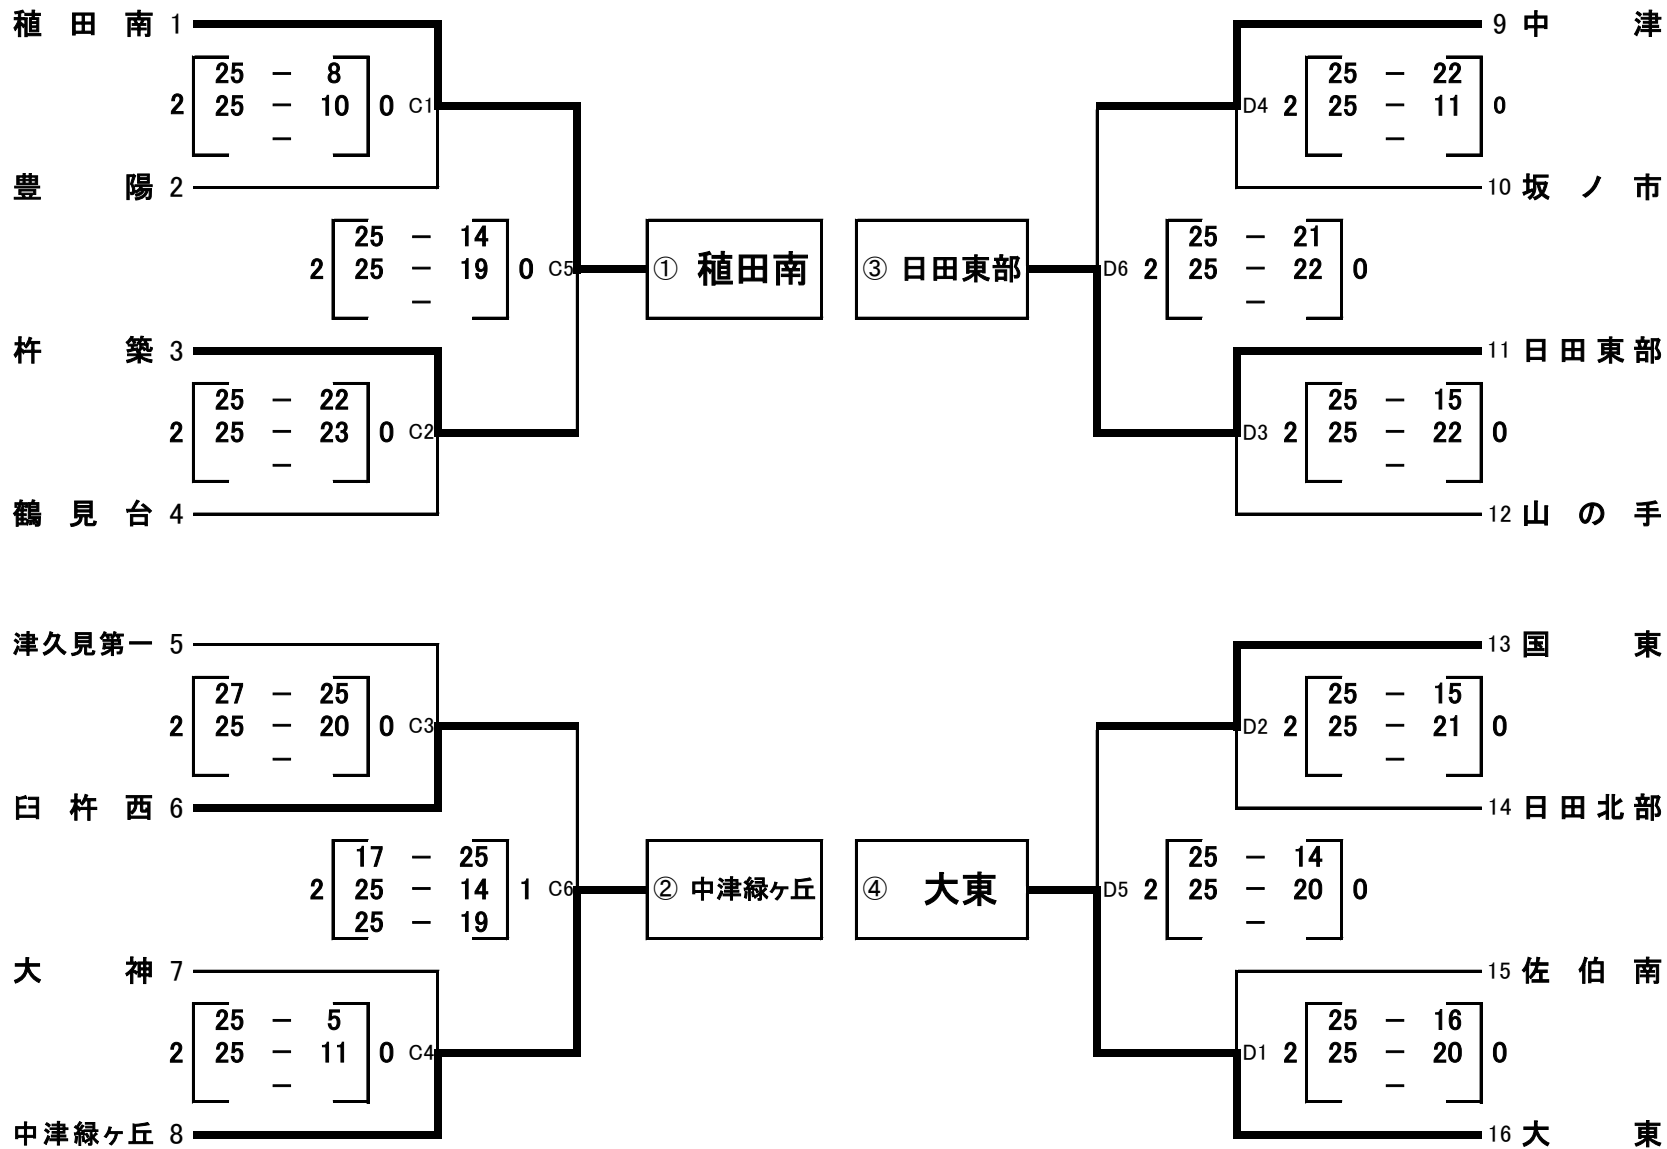 稙田南 1
25 － 8
2 25 － 10 0 C1
－
豊陽 2
25 － 14
2 25 － 19 0 C5
－
① 稙田南
杵築 3
25 － 22
2 25 － 23 0 C2
－
鶴見台 4
津久見第一 5
27 － 25
2 25 － 20 0 C3
－
臼杵西 6
17 － 25
2 25 － 14 1 C6
25 － 19
② 中津緑ヶ丘
大神 7
25 － 5
2 25 － 11 0 C4
－
中津緑ヶ丘 8
9 中津
25 － 22
D4 2 25 － 11 0
－
10 坂ノ市
③ 日田東部
25 － 21
D6 2 25 － 22 0
－
11 日田東部
25 － 15
D3 2 25 － 22 0
－
12 山の手
13 国東
25 － 15
D2 2 25 － 21 0
－
14 日田北部
④ 大東
25 － 14
D5 2 25 － 20 0
－
15 佐伯南
25 － 16
D1 2 25 － 20 0
－
16 大東